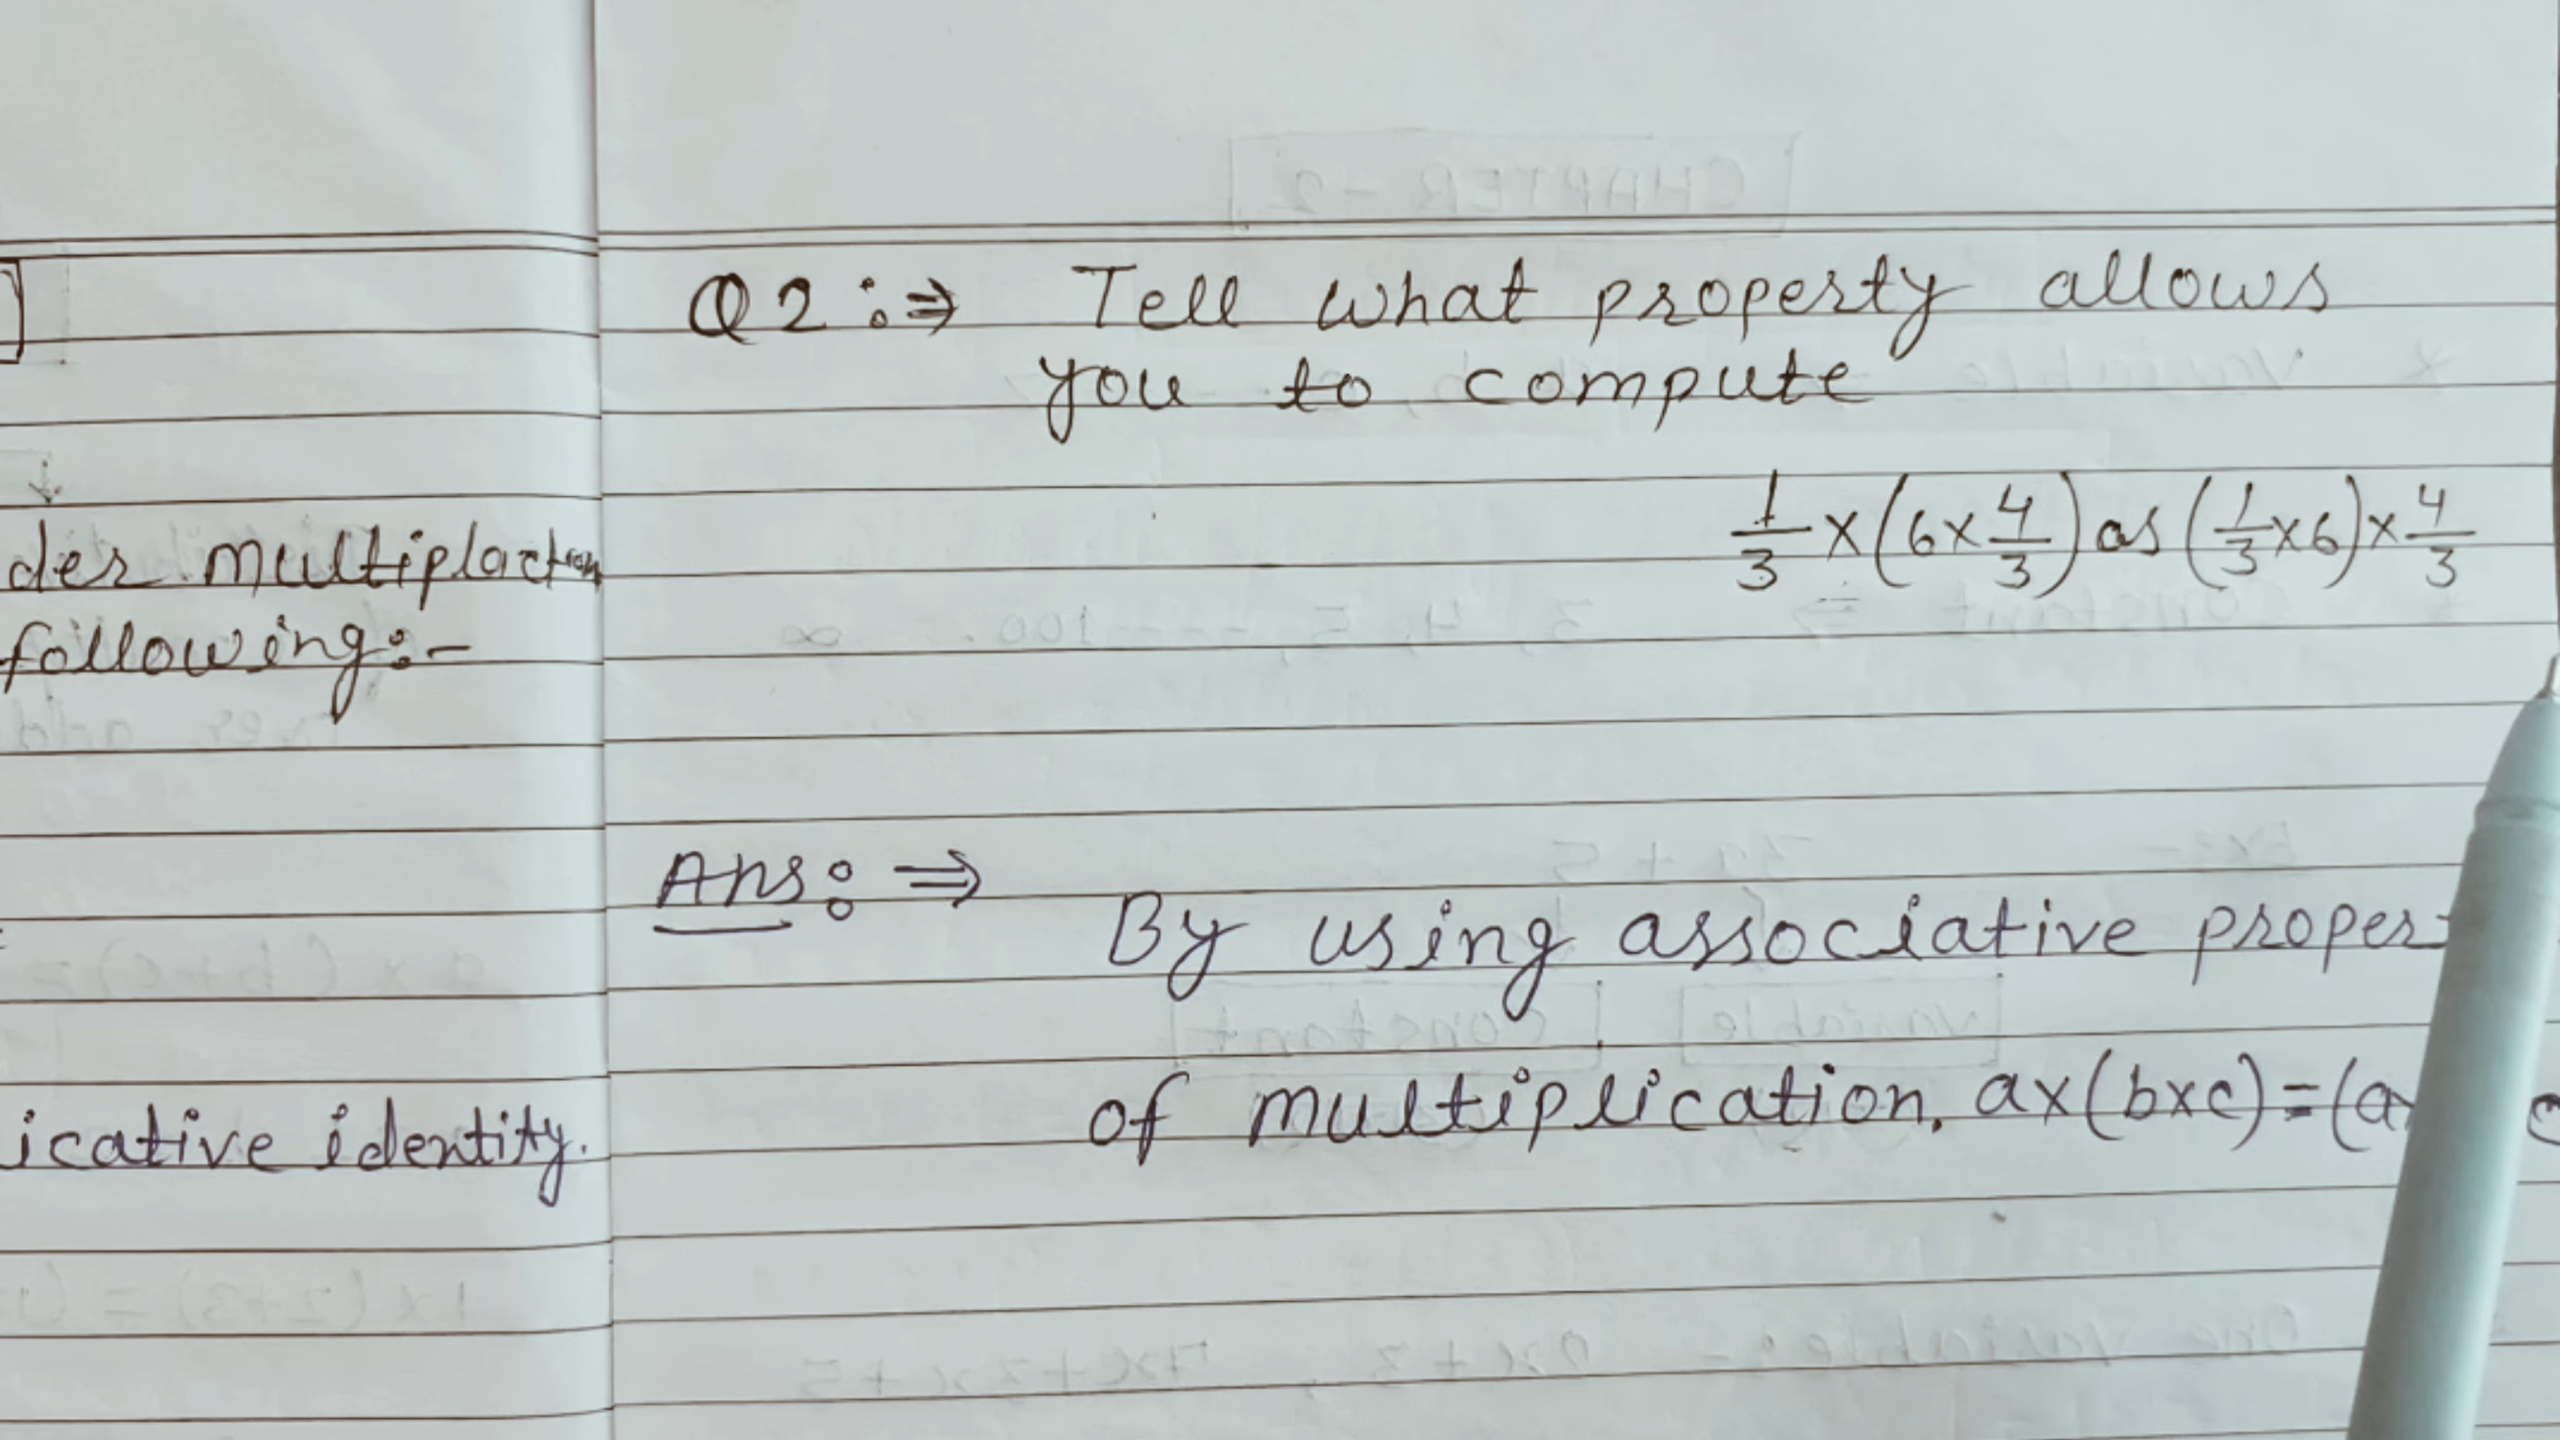 der multiplaction
following:-
icative identity.
Q2:⇒ Tell what property allows
you to compute
1/3 × (6 × 4/3) as (1/3 × 6) × 4/3
Ans:⇒
By using associative proper
of multiplication. a×(b×c)=(a